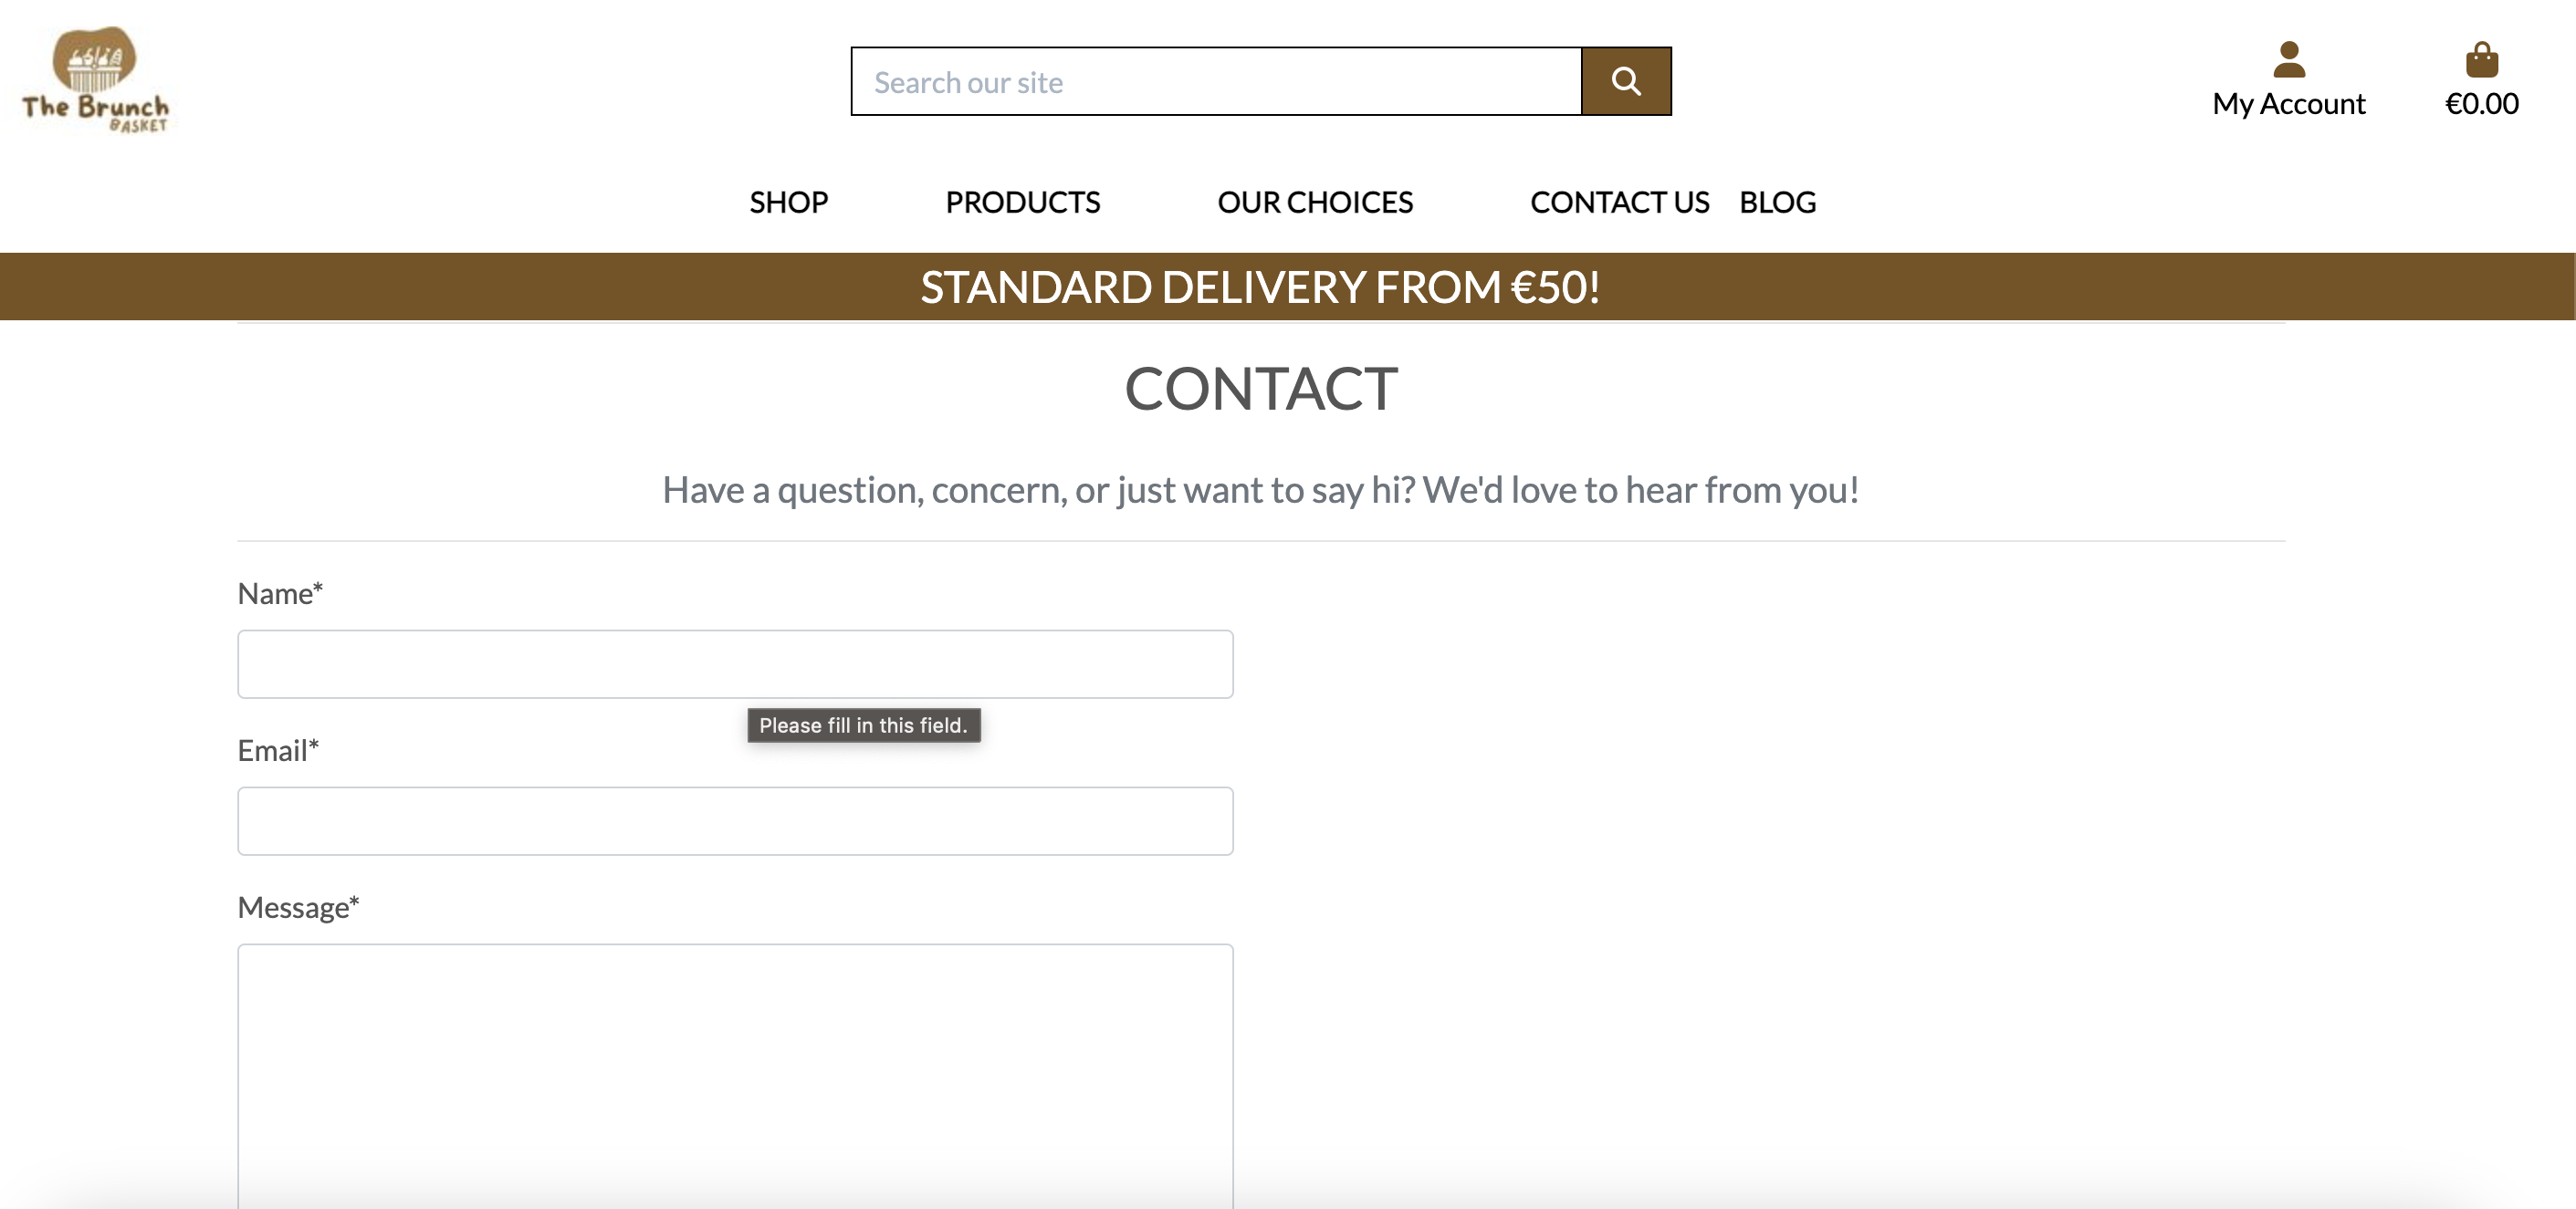 The Brunch
BASKET
Search our site
My Account
€0.00
SHOP
PRODUCTS
OUR CHOICES
CONTACT US
BLOG
STANDARD DELIVERY FROM €50!
CONTACT
Have a question, concern, or just want to say hi? We'd love to hear from you!
Name*
Please fill in this field.
Email*
Message*